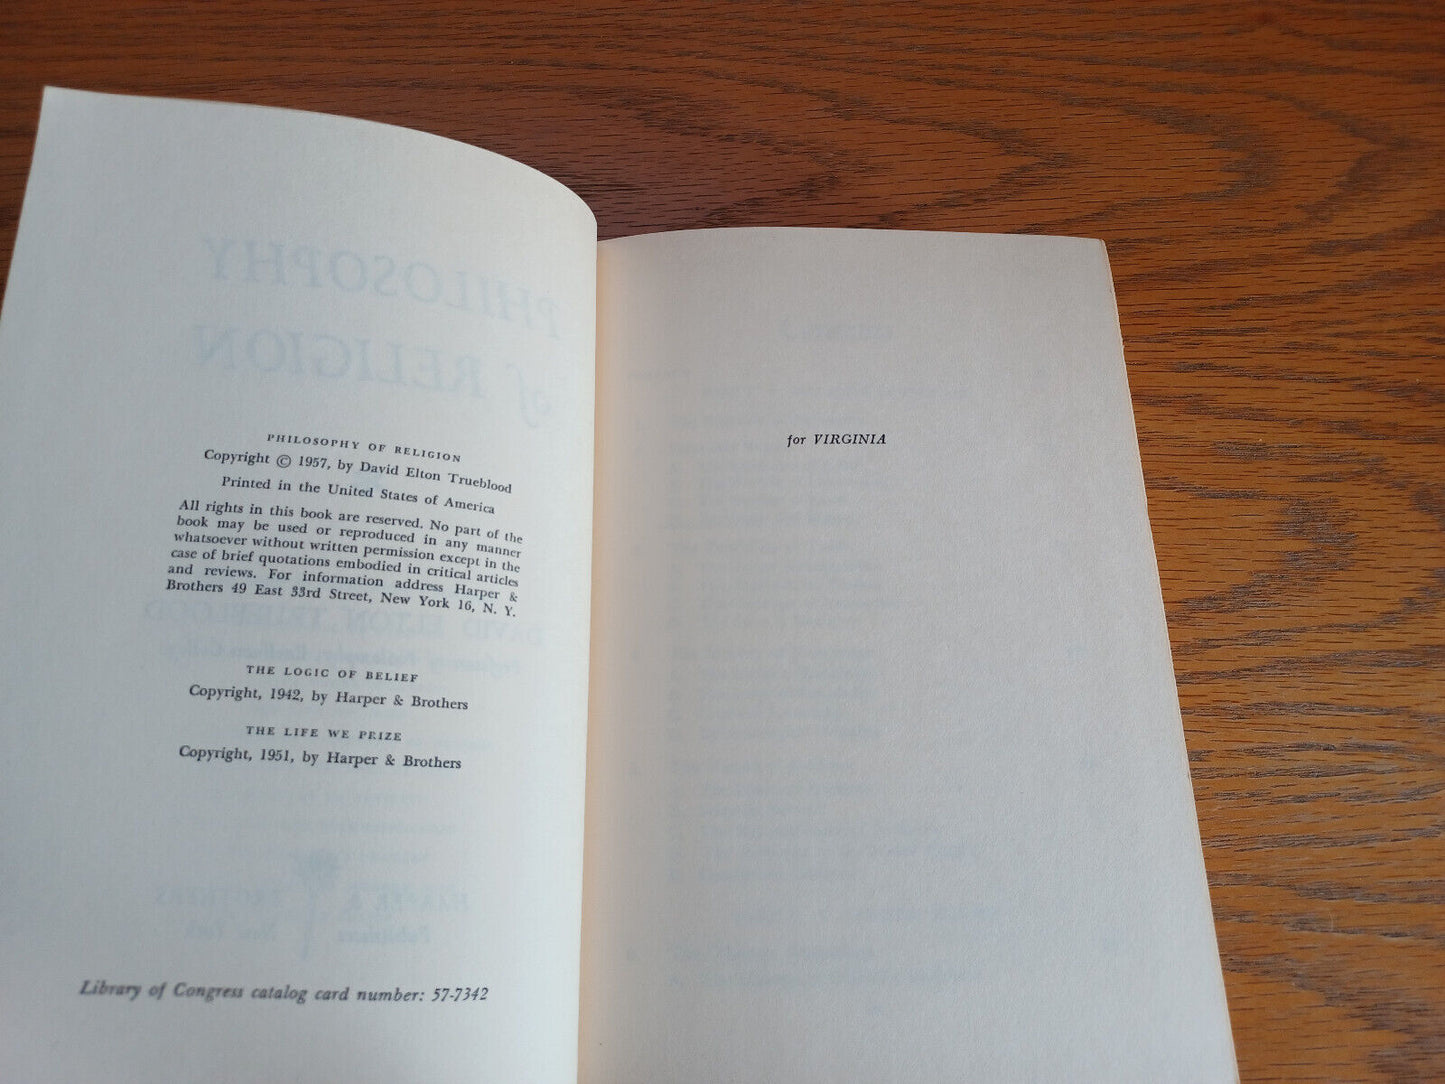 PHILOSOPHY OF RELIGION
Copyright © 1957, by David Elton Trueblood
Printed in the United States of America
All rights in this book are reserved. No part of the
book may be used or reproduced in any manner
whatsoever without written permission except in the
case of brief quotations embodied in critical articles
and reviews. For information address Harper &
Brothers 49 East 33rd Street, New York 16, N. Y.
THE LOGIC OF BELIEF
Copyright, 1942, by Harper & Brothers
THE LIFE WE PRIZE
Copyright, 1951, by Harper & Brothers
Library of Congress catalog card number: 57-7342
for VIRGINIA